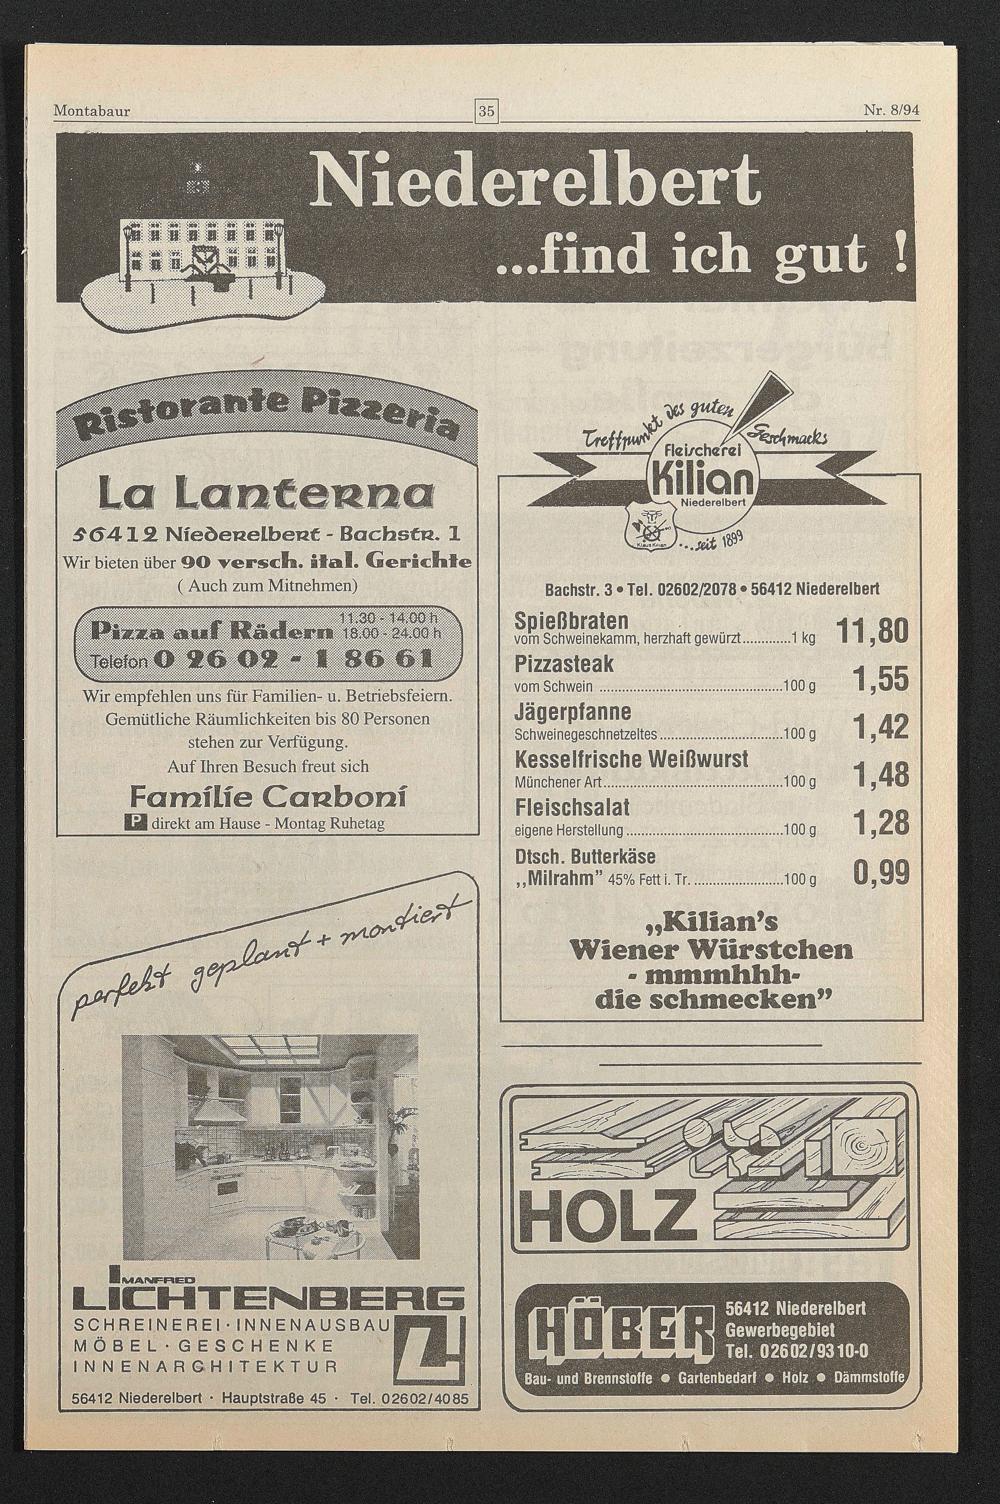 Montabaur
35
Nr. 8/94
Niederelbert
...find ich gut !
Ristorante Pizzeria
La Lanterna
56412 Niederelbert - Bachstr. 1
Wir bieten über 90 versch. ital. Gerichte
( Auch zum Mitnehmen)
Pizza auf Rädern 11.30 - 14.00 h
18.00 - 24.00 h
Telefon 0 26 02 - 1 86 61
Wir empfehlen uns für Familien- u. Betriebsfeiern.
Gemütliche Räumlichkeiten bis 80 Personen
stehen zur Verfügung.
Auf Ihren Besuch freut sich
Familie Carboni
P direkt am Hause - Montag Ruhetag
perfekt geplant + montiert
MANFRED
LICHTENBERG
SCHREINEREI · INNENAUSBAU
MÖBEL · GESCHENKE
INNENARCHITEKTUR
56412 Niederelbert · Hauptstraße 45 · Tel. 02602/4085
Treffpunkt des guten Geschmacks
Fleischerei
Kilian
Niederelbert
...seit 1899
Bachstr. 3 • Tel. 02602/2078 • 56412 Niederelbert
Spießbraten
vom Schweinekamm, herzhaft gewürzt............1 kg 11,80
Pizzasteak
vom Schwein ..............................................100 g 1,55
Jägerpfanne
Schweinegeschnetzeltes...............................100 g 1,42
Kesselfrische Weißwurst
Münchener Art.............................................100 g 1,48
Fleischsalat
eigene Herstellung.......................................100 g 1,28
Dtsch. Butterkäse
„Milrahm” 45% Fett i. Tr. .......................100 g 0,99
„Kilian's
Wiener Würstchen
- mmmhhh-
die schmecken”
HOLZ
HÖBER
56412 Niederelbert
Gewerbegebiet
Tel. 02602/9310-0
Bau- und Brennstoffe • Gartenbedarf • Holz • Dämmstoffe